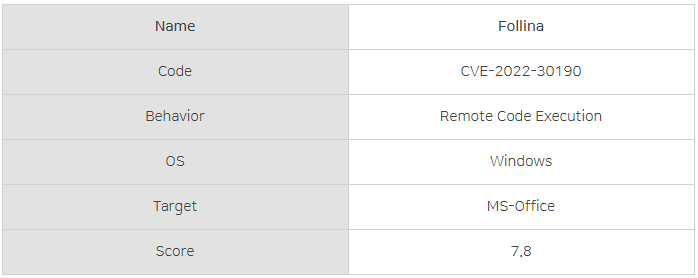 Name Follina
Code CVE-2022-30190
Behavior Remote Code Execution
OS Windows
Target MS-Office
Score 7.8